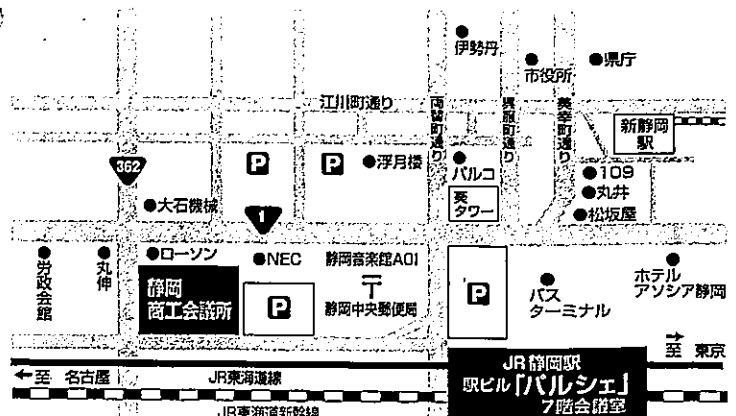 伊勢丹
市役所
県庁
江川町通り
両替町通り
呉服町通り
葵幸町通り
新静岡
駅
362
P
P
浮月楼
パルコ
葵
タワー
109
丸井
松坂屋
大石機械
1
労政会館
丸伸
ローソン
静岡
商工会議所
NEC
P
静岡音楽館AOI
〒
静岡中央郵便局
P
バス
ターミナル
ホテル
アソシア静岡
→
至 東京
←至 名古屋
JR東海道線
JR東海道新幹線
JR静岡駅
駅ビル「パルシェ」
7階会議室